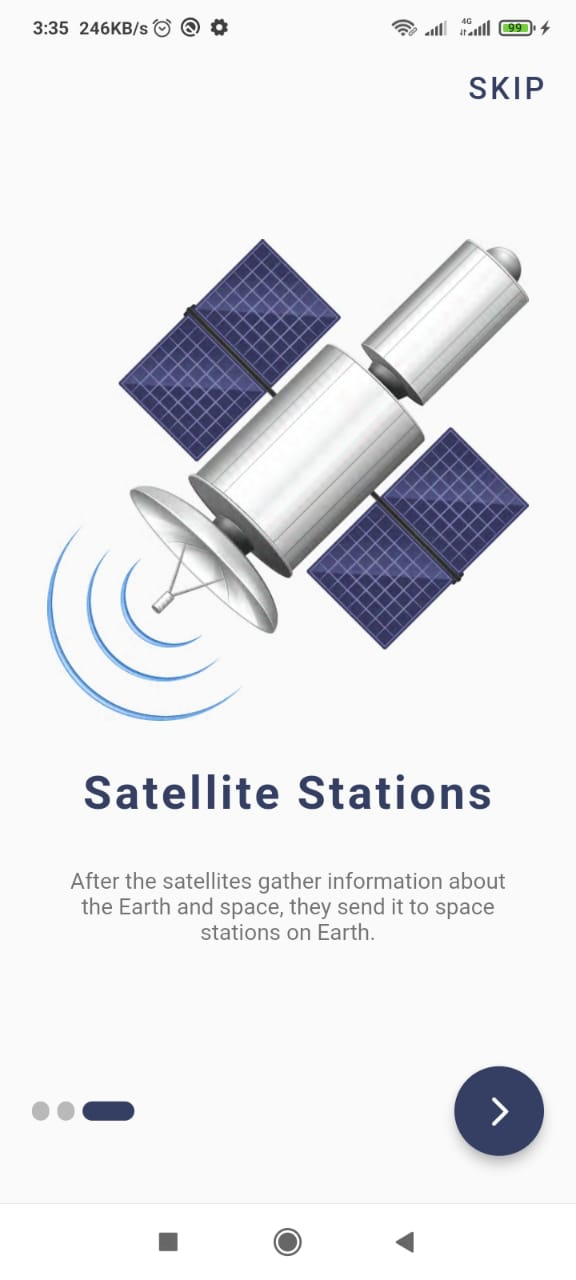 3:35 246KB/s
4G
99
SKIP
Satellite Stations
After the satellites gather information about
the Earth and space, they send it to space
stations on Earth.